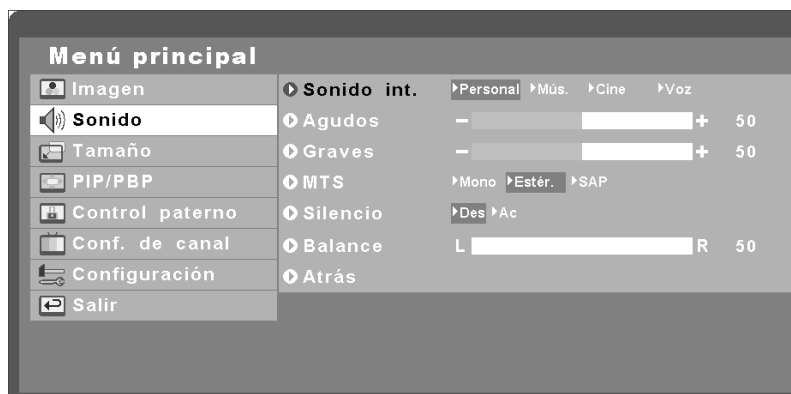 Menú principal
Imagen
Sonido
Tamaño
PIP/PBP
Control paterno
Conf. de canal
Configuración
Salir
Sonido int. Personal Mús. Cine Voz
Agudos - + 50
Graves - + 50
MTS Mono Estér. SAP
Silencio Des Ac
Balance L R 50
Atrás